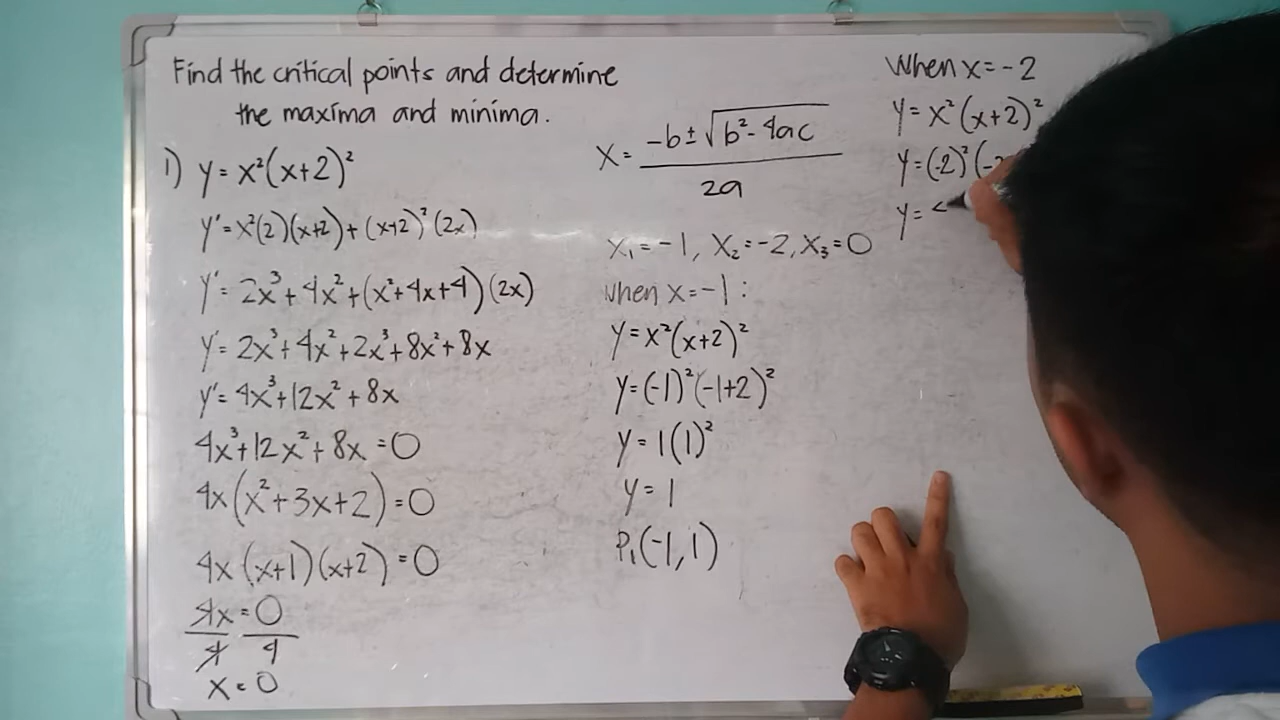 Find the critical points and determine
the maxima and minima.
1) y = x²(x+2)²
y' = x²(2)(x+2) + (x+2)²(2x)
y' = 2x³ + 4x² + (x²+4x+4)(2x)
y' = 2x³ + 4x² + 2x³ + 8x² + 8x
y' = 4x³ + 12x² + 8x
4x³ + 12x² + 8x = 0
4x(x² + 3x + 2) = 0
4x(x+1)(x+2) = 0
4x = 0
4 4
x = 0
x = -b ± √b² - 4ac
2a
x₁ = -1, x₂ = -2, x₃ = 0
when x = -1 :
y = x²(x+2)²
y = (-1)²(-1+2)²
y = 1(1)²
y = 1
P₁(-1, 1)
When x = -2
y = x²(x+2)²
y = (-2)²(-2
y =